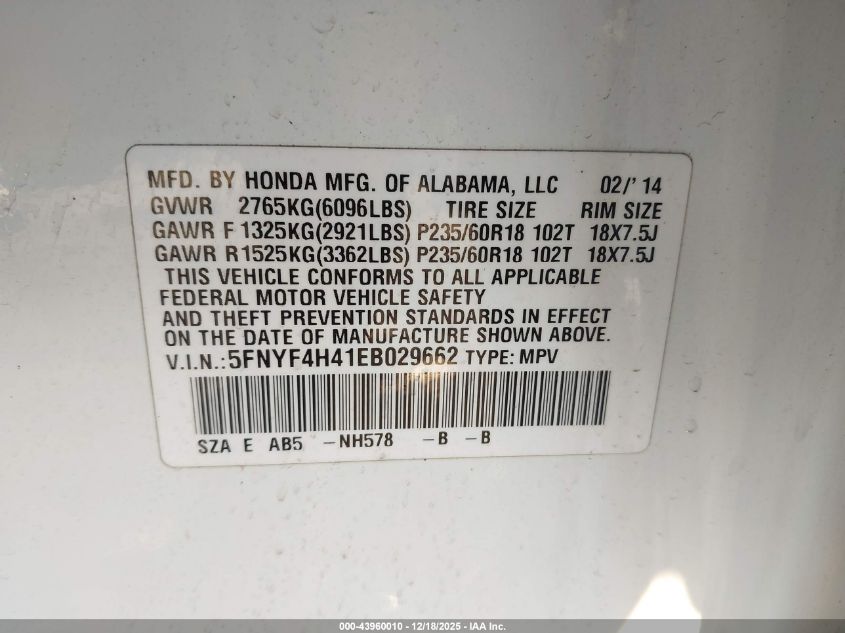 MFD. BY HONDA MFG. OF ALABAMA, LLC 02/' 14
GVWR 2765KG(6096LBS) TIRE SIZE RIM SIZE
GAWR F 1325KG(2921LBS) P235/60R18 102T 18X7.5J
GAWR R1525KG(3362LBS) P235/60R18 102T 18X7.5J
THIS VEHICLE CONFORMS TO ALL APPLICABLE
FEDERAL MOTOR VEHICLE SAFETY
AND THEFT PREVENTION STANDARDS IN EFFECT
ON THE DATE OF MANUFACTURE SHOWN ABOVE.
V.I.N.: 5FNYF4H41EB029662 TYPE: MPV
SZA E AB5 -NH578 -B -B
000-43960010 - 12/18/2025 - IAA Inc.